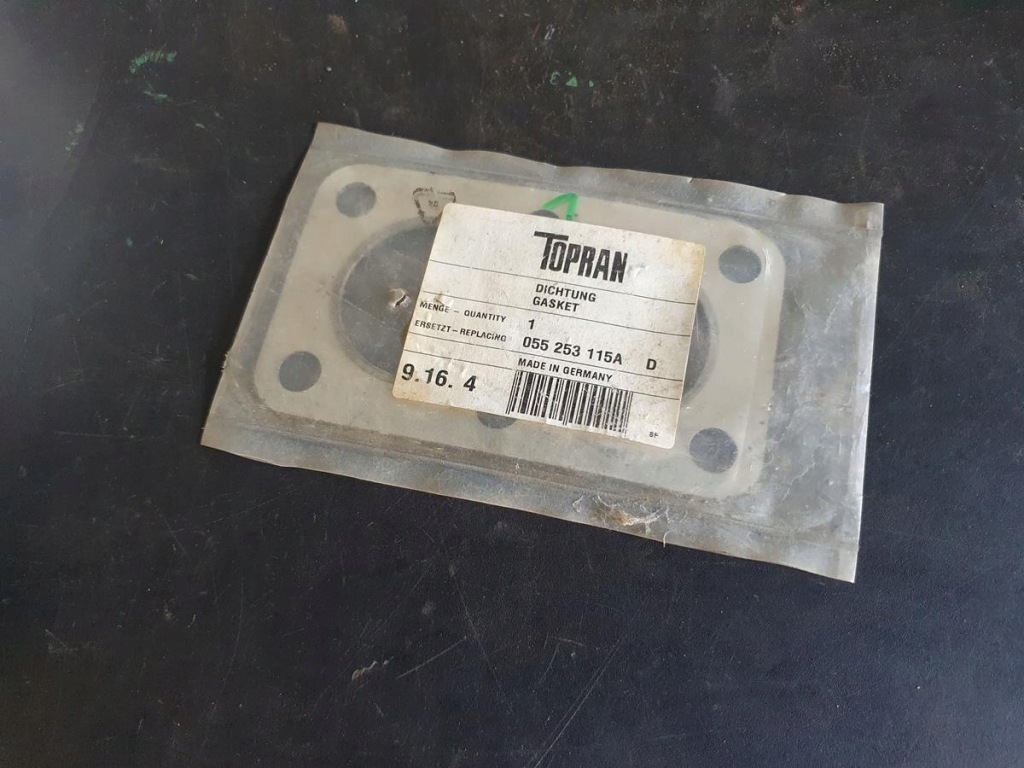 TOPRAN
DICHTUNG
GASKET
MENGE - QUANTITY 1
ERSETZT - REPLACING 055 253 115A D
MADE IN GERMANY
9.16. 4